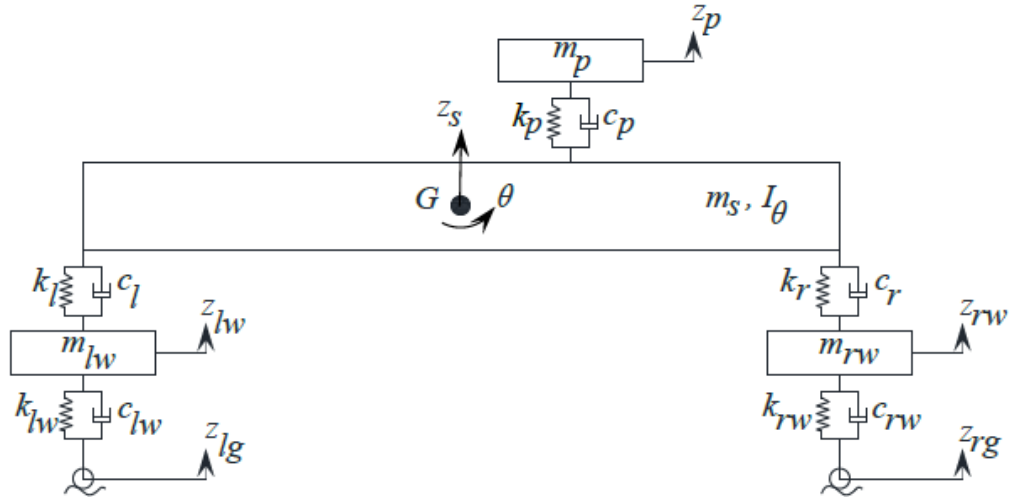 z_p
m_p
z_s
k_p c_p
G θ m_s, I_θ
k_l c_l k_r c_r
z_lw z_rw
m_lw m_rw
k_lw c_lw k_rw c_rw
z_lg z_rg